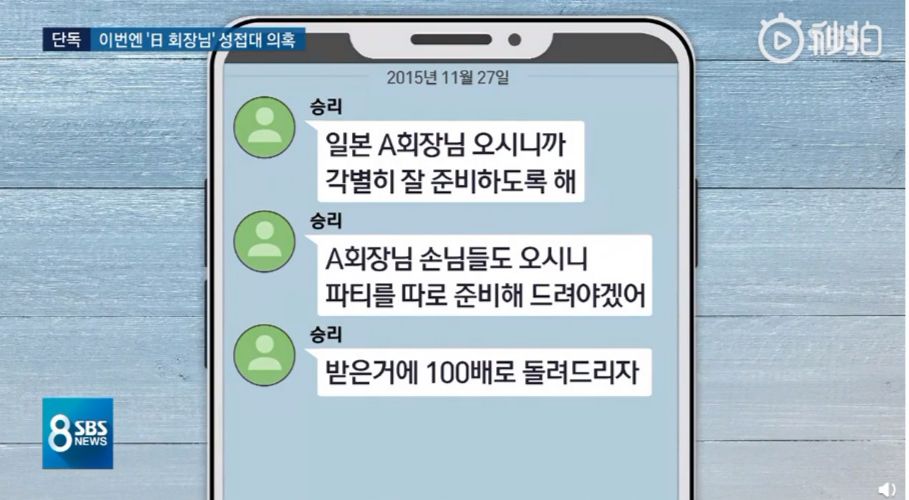 단독 이번엔 '日 회장님' 성접대 의혹
秒拍
2015년 11월 27일
승리
일본 A회장님 오시니까
각별히 잘 준비하도록 해
승리
A회장님 손님들도 오시니
파티를 따로 준비해 드려야겠어
승리
받은거에 100배로 돌려드리자
8 SBS
NEWS